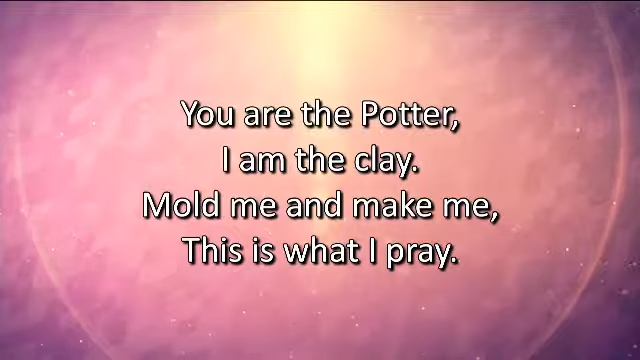 You are the Potter,
I am the clay.
Mold me and make me,
This is what I pray.